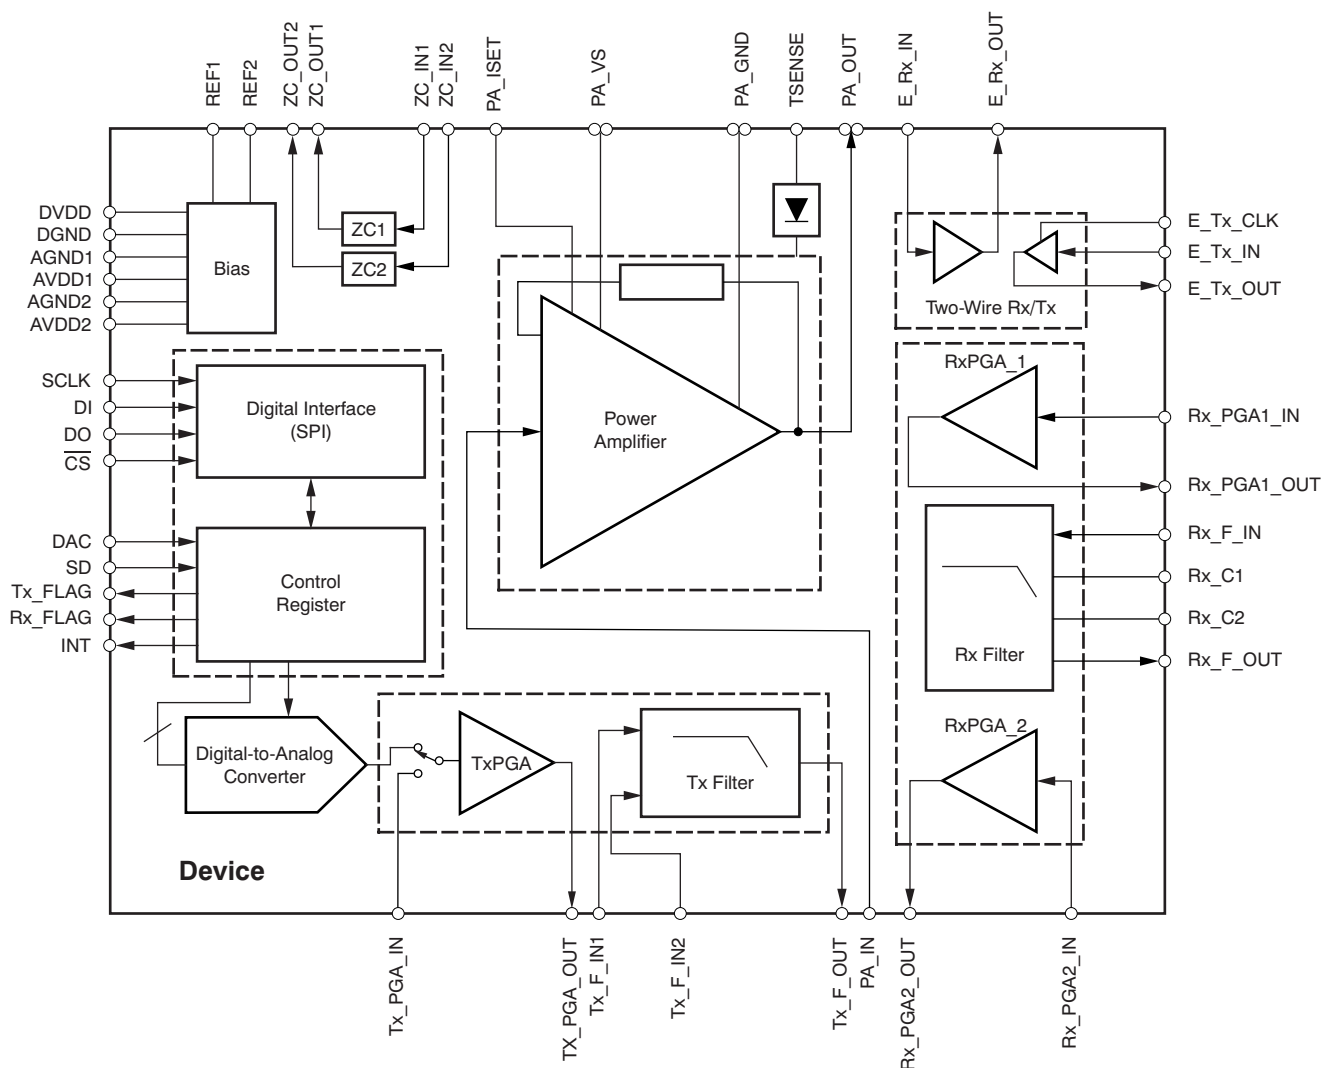 REF1
REF2
ZC_OUT2
ZC_OUT1
ZC_IN1
ZC_IN2
PA_ISET
PA_VS
PA_GND
TSENSE
PA_OUT
E_Rx_IN
E_Rx_OUT
DVDD
DGND
AGND1
AVDD1
AGND2
AVDD2
Bias
ZC1
ZC2
Two-Wire Rx/Tx
E_Tx_CLK
E_Tx_IN
E_Tx_OUT
SCLK
DI
DO
CS
Digital Interface
(SPI)
Power
Amplifier
RxPGA_1
Rx_PGA1_IN
Rx_PGA1_OUT
DAC
SD
Tx_FLAG
Rx_FLAG
INT
Control
Register
Rx Filter
Rx_F_IN
Rx_C1
Rx_C2
Rx_F_OUT
Digital-to-Analog
Converter
TxPGA
Tx Filter
RxPGA_2
Device
Tx_PGA_IN
TX_PGA_OUT
Tx_F_IN1
Tx_F_IN2
Tx_F_OUT
PA_IN
Rx_PGA2_OUT
Rx_PGA2_IN